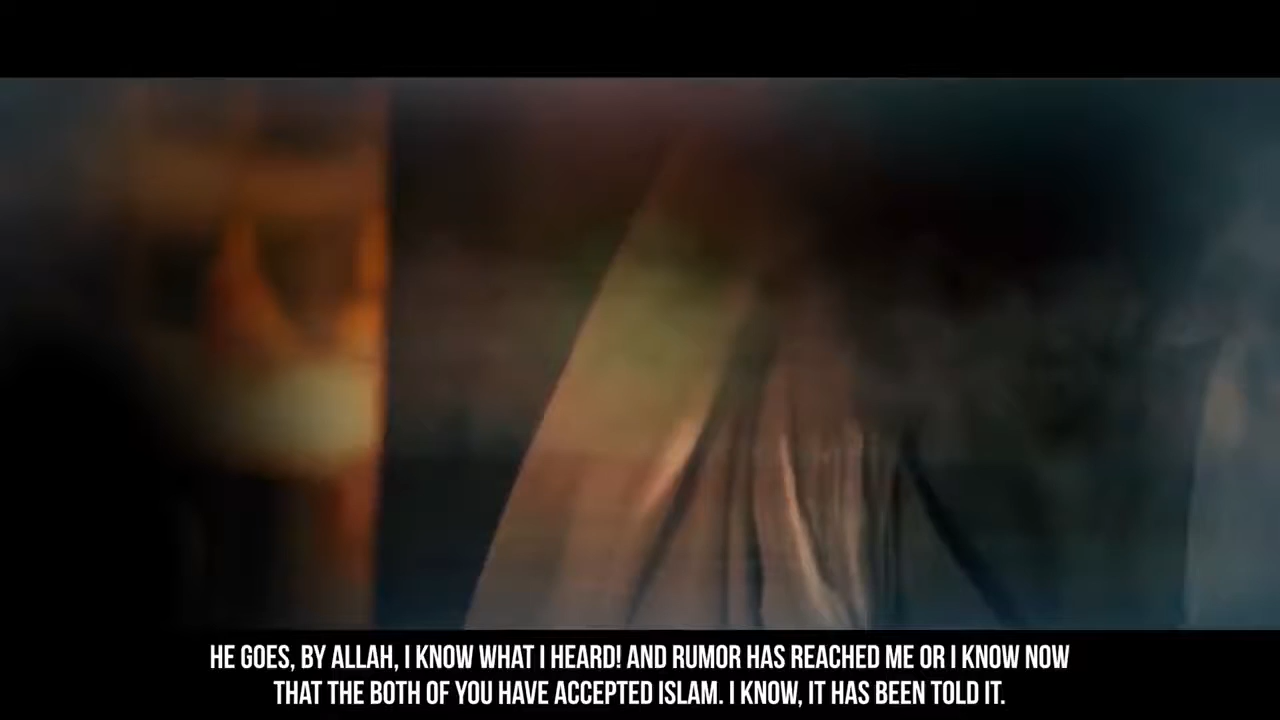 HE GOES, BY ALLAH, I KNOW WHAT I HEARD! AND RUMOR HAS REACHED ME OR I KNOW NOW
THAT THE BOTH OF YOU HAVE ACCEPTED ISLAM. I KNOW, IT HAS BEEN TOLD IT.